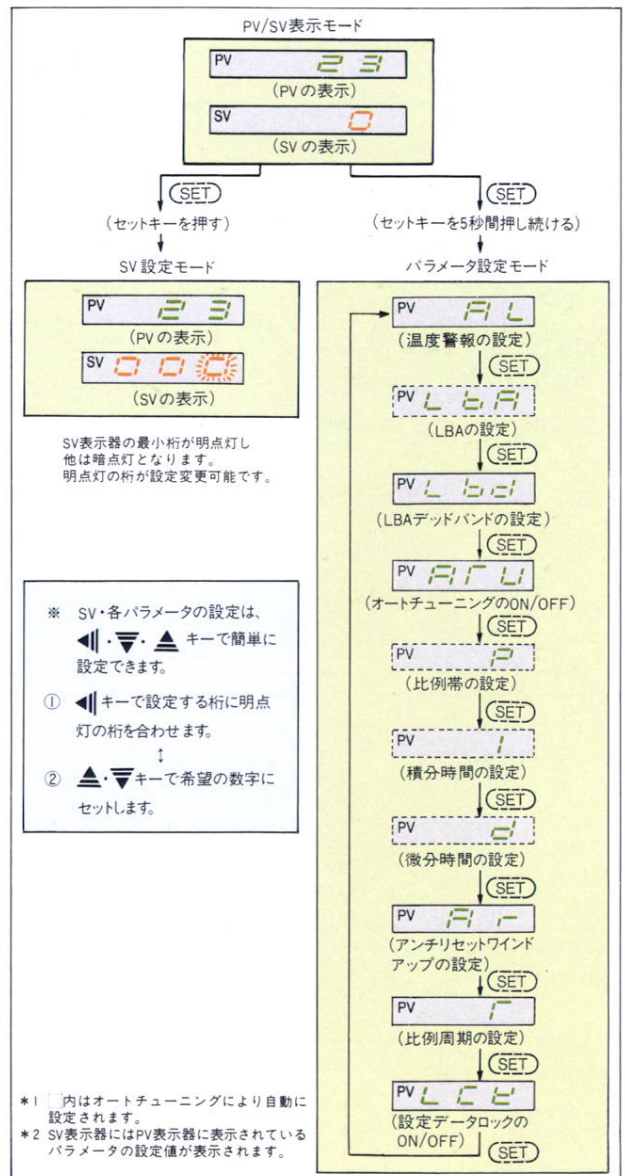 PV/SV表示モード
PV 23
(PVの表示)
SV 0
(SVの表示)
SET
(セットキーを押す)
SV設定モード
PV 23
(PVの表示)
SV 000
(SVの表示)
SV表示器の最小桁が明点灯し
他は暗点灯となります。
明点灯の桁が設定変更可能です。
※ SV・各パラメータの設定は、
・ ・ キーで簡単に
設定できます。
① キーで設定する桁に明点
灯の桁を合わせます。
↕
② ・ キーで希望の数字に
セットします。
SET
(セットキーを5秒間押し続ける)
パラメータ設定モード
PV AL
(温度警報の設定)
SET
PV LbA
(LBAの設定)
SET
PV Lbd
(LBAデッドバンドの設定)
SET
PV ATU
(オートチューニングのON/OFF)
SET
PV P
(比例帯の設定)
SET
PV I
(積分時間の設定)
SET
PV d
(微分時間の設定)
SET
PV Ar
(アンチリセットワインド
アップの設定)
SET
PV T
(比例周期の設定)
SET
PV LCK
(設定データロックの
ON/OFF)
SET
*1 内はオートチューニングにより自動に
設定されます。
*2 SV表示器にはPV表示器に表示されている
パラメータの設定値が表示されます。